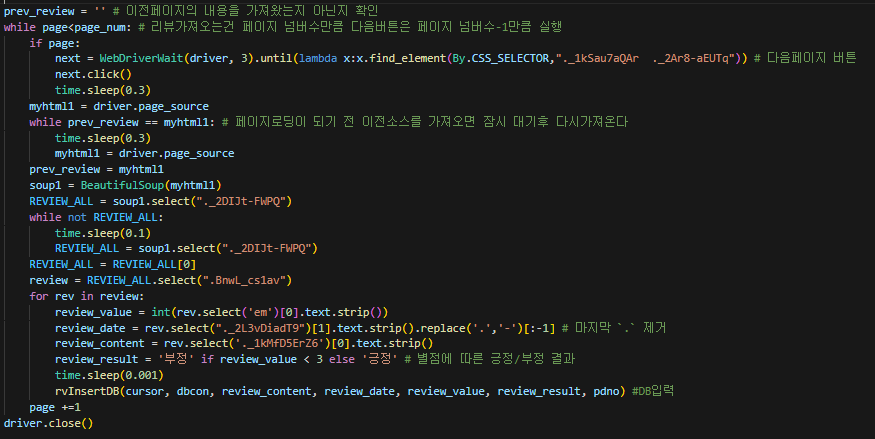 prev_review = '' # 이전페이지의 내용을 가져왔는지 아닌지 확인
while page<page_num: # 리뷰가져오는건 페이지 넘버수만큼 다음버튼은 페이지 넘버수-1만큼 실행
    if page:
        next = WebDriverWait(driver, 3).until(lambda x:x.find_element(By.CSS_SELECTOR,"._1kSau7aQAr  ._2Ar8-aEUTq")) # 다음페이지 버튼
        next.click()
        time.sleep(0.3)
    myhtml1 = driver.page_source
    while prev_review == myhtml1: # 페이지로딩이 되기 전 이전소스를 가져오면 잠시 대기후 다시가져온다
        time.sleep(0.3)
        myhtml1 = driver.page_source
    prev_review = myhtml1
    soup1 = BeautifulSoup(myhtml1)
    REVIEW_ALL = soup1.select("._2DIJt-FWPQ")
    while not REVIEW_ALL:
        time.sleep(0.1)
        REVIEW_ALL = soup1.select("._2DIJt-FWPQ")
    REVIEW_ALL = REVIEW_ALL[0]
    review = REVIEW_ALL.select(".BnwL_cs1av")
    for rev in review:
        review_value = int(rev.select('em')[0].text.strip())
        review_date = rev.select("._2L3vDiadT9")[1].text.strip().replace('.','-')[:-1] # 마지막 `.` 제거
        review_content = rev.select('._1kMfD5ErZ6')[0].text.strip()
        review_result = '부정' if review_value < 3 else '긍정' # 별점에 따른 긍정/부정 결과
        time.sleep(0.001)
        rvInsertDB(cursor, dbcon, review_content, review_date, review_value, review_result, pdno) #DB입력
    page +=1
driver.close()